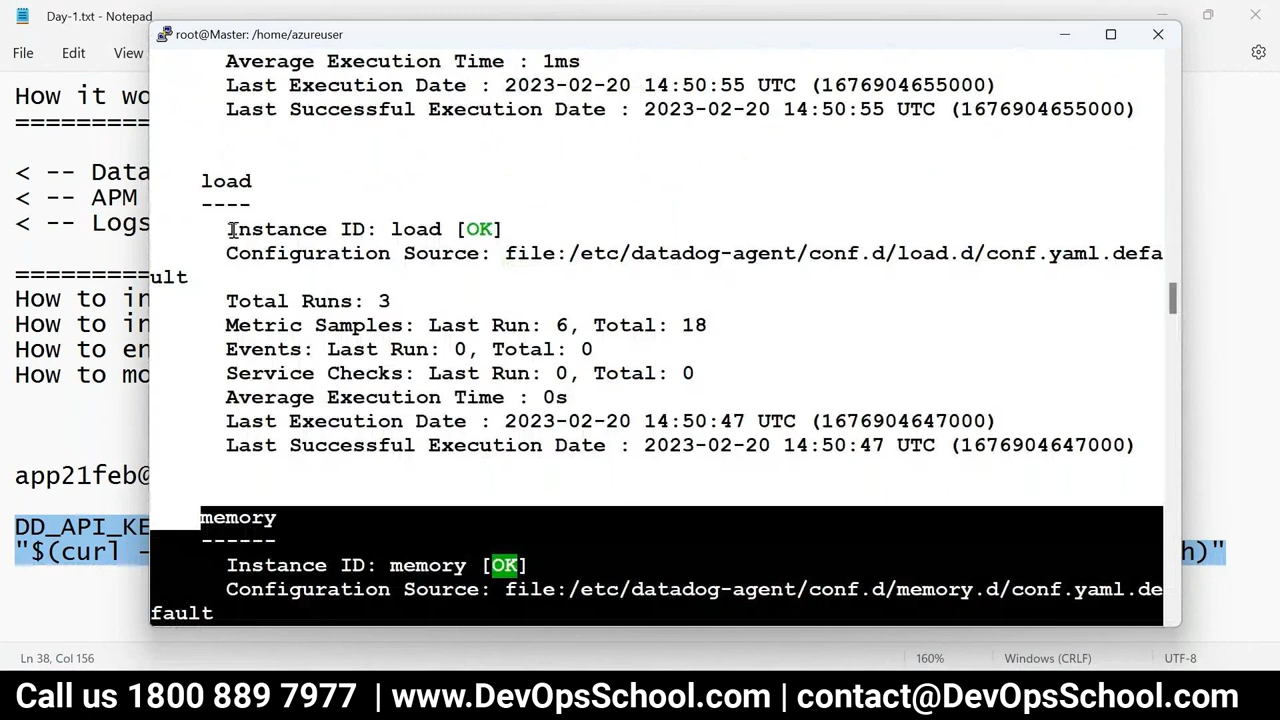 Day-1.txt - Notepad
File Edit View
How it wo
==========
< -- Data
< -- APM
< -- Logs
==========
How to in
How to in
How to en
How to mo
app21feb@
DD_API_KE
"$(curl -
h)"
root@Master: /home/azureuser
Average Execution Time : 1ms
Last Execution Date : 2023-02-20 14:50:55 UTC (1676904655000)
Last Successful Execution Date : 2023-02-20 14:50:55 UTC (1676904655000)
load
----
Instance ID: load [OK]
Configuration Source: file:/etc/datadog-agent/conf.d/load.d/conf.yaml.defa
ult
Total Runs: 3
Metric Samples: Last Run: 6, Total: 18
Events: Last Run: 0, Total: 0
Service Checks: Last Run: 0, Total: 0
Average Execution Time : 0s
Last Execution Date : 2023-02-20 14:50:47 UTC (1676904647000)
Last Successful Execution Date : 2023-02-20 14:50:47 UTC (1676904647000)
memory
------
Instance ID: memory [OK]
Configuration Source: file:/etc/datadog-agent/conf.d/memory.d/conf.yaml.de
fault
Ln 38, Col 156
160%
Windows (CRLF)
UTF-8
Call us 1800 889 7977 | www.DevOpsSchool.com | contact@DevOpsSchool.com